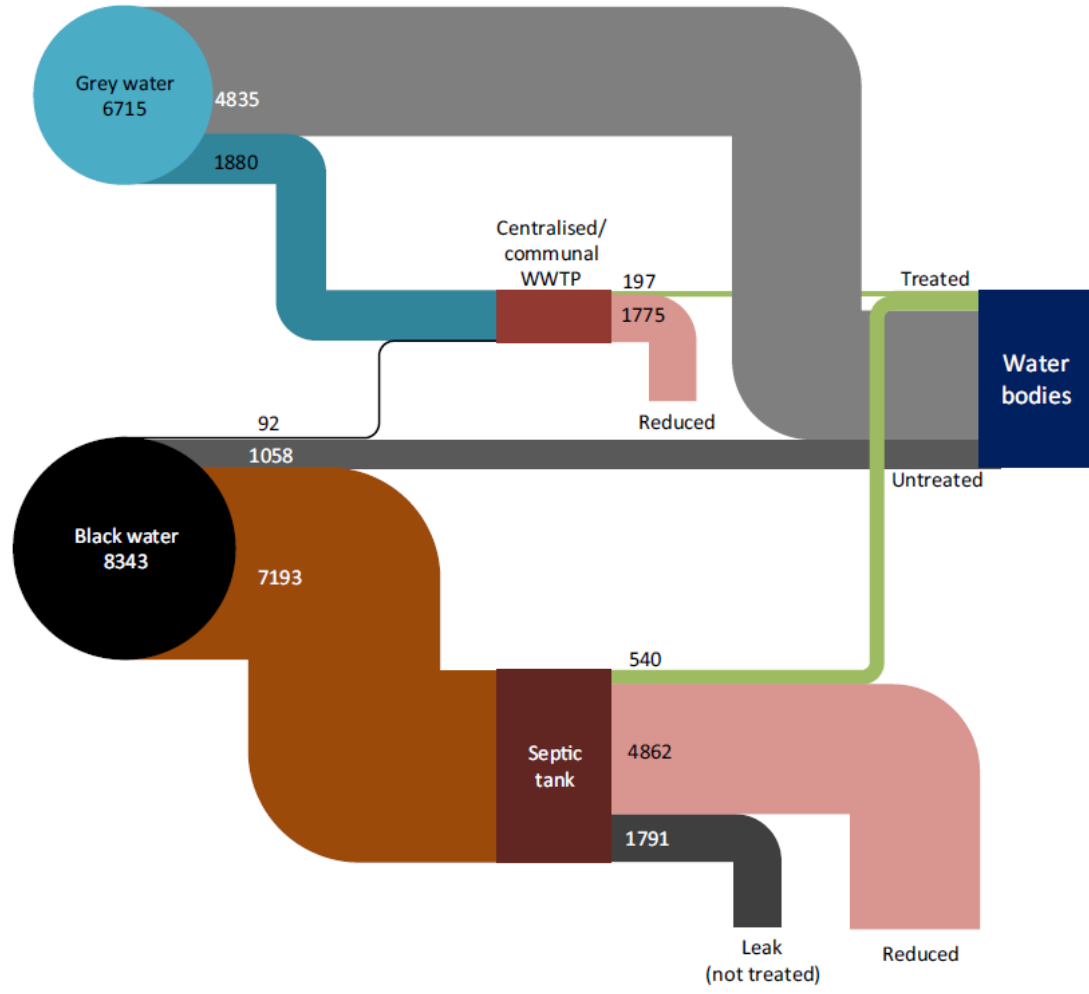 Grey water
6715
4835
1880
Centralised/
communal
WWTP
197
1775
Reduced
Treated
Water
bodies
Untreated
92
1058
Black water
8343
7193
540
Septic
tank
4862
1791
Leak
(not treated)
Reduced